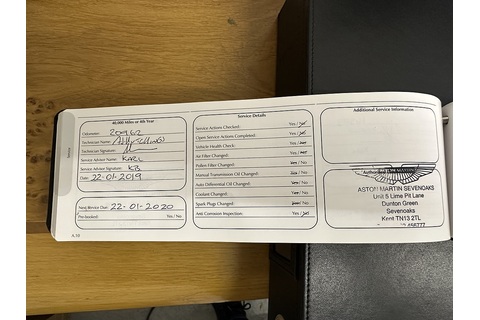 40,000 Miles or 4th Year
Odometer: 20962
Technician Name:
Technician Signature:
Service Advisor Name: KARL
Service Advisor Signature: KB
Date: 22-01-2019
Next Service Due: 22-01-2020
Pre-booked: Yes / No
A.10
Service Details
Service Actions Checked: Yes / No
Open Service Actions Completed: Yes / No
Vehicle Health Check: Yes / No
Air Filter Changed: Yes / No
Pollen Filter Changed: Yes / No
Manual Transmission Oil Changed: Yes / No
Auto Differential Oil Changed: Yes / No
Coolant Changed: Yes / No
Spark Plugs Changed: Yes / No
Anti Corrosion Inspection: Yes / No
Additional Service Information
ASTON MARTIN SEVENOAKS
Unit 5 Lime Pit Lane
Dunton Green
Sevenoaks
Kent TN13 2TL